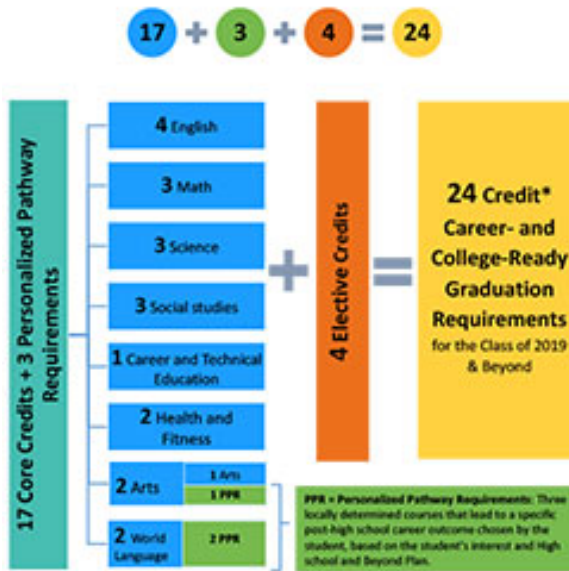 17 + 3 + 4 = 24
17 Core Credits + 3 Personalized Pathway
Requirements
4 English
3 Math
3 Science
3 Social studies
1 Career and Technical
Education
2 Health and
Fitness
2 Arts
1 Arts
1 PPR
2 World
Language
2 PPR
+
4 Elective Credits
=
24 Credit*
Career- and
College-Ready
Graduation
Requirements
for the Class of 2019
& Beyond
PPR = Personalized Pathway Requirements: Three
locally determined courses that lead to a specific
post-high school career outcome chosen by the
student, based on the student's interest and High
school and Beyond Plan.